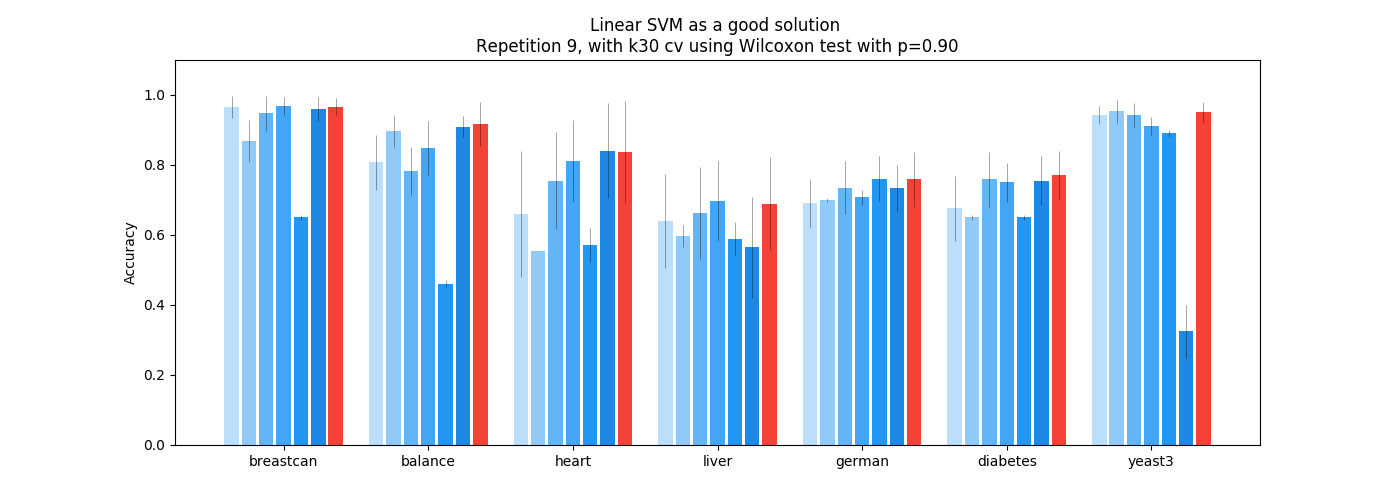 Linear SVM as a good solution
Repetition 9, with k30 cv using Wilcoxon test with p=0.90
Accuracy
1.0
0.8
0.6
0.4
0.2
0.0
breastcan balance heart liver german diabetes yeast3